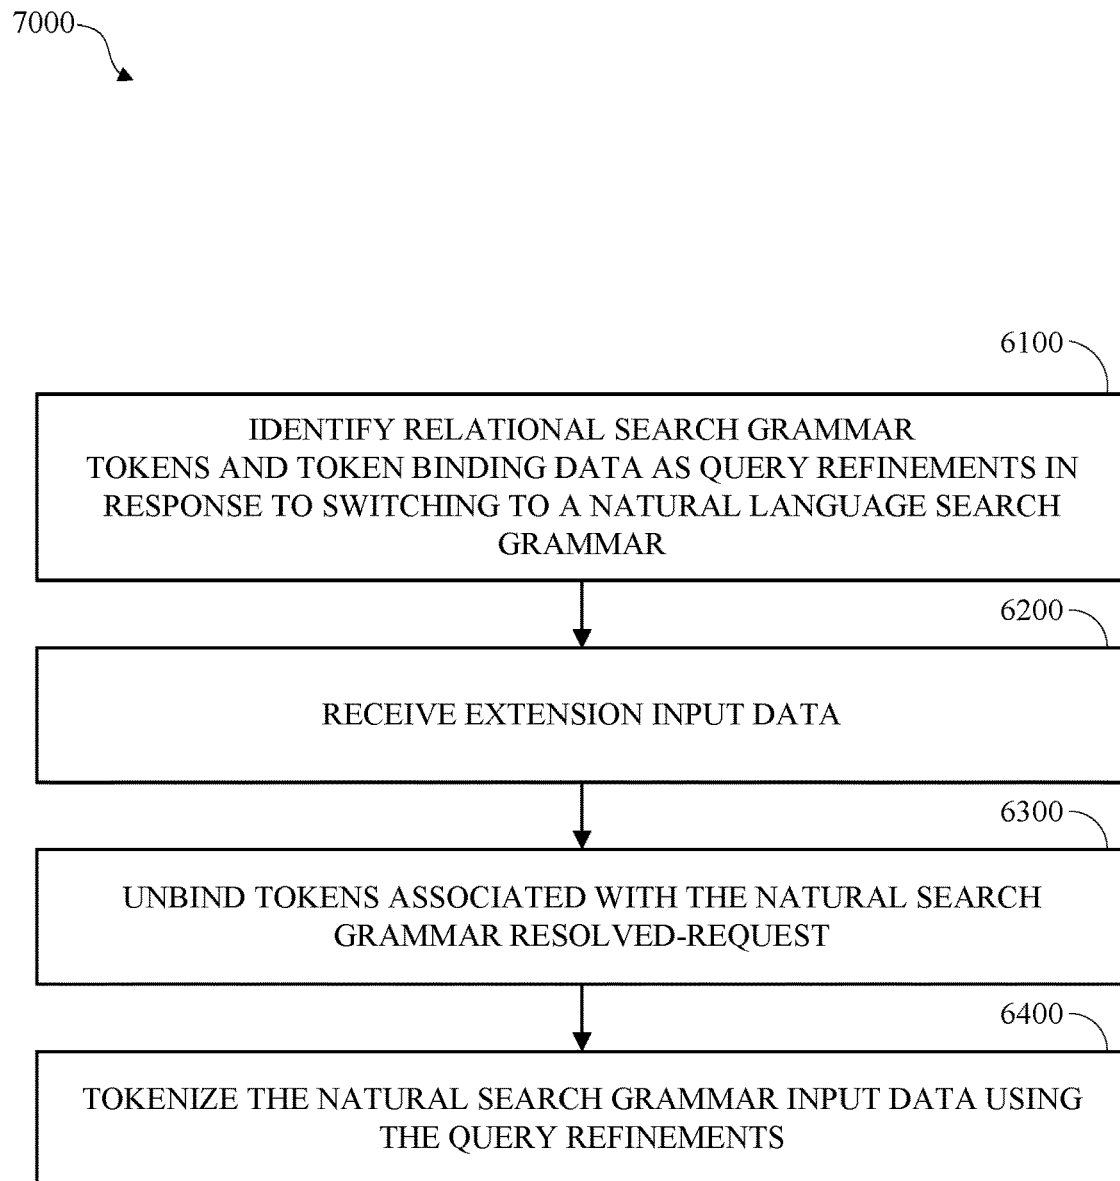 7000
6100
IDENTIFY RELATIONAL SEARCH GRAMMAR
TOKENS AND TOKEN BINDING DATA AS QUERY REFINEMENTS IN
RESPONSE TO SWITCHING TO A NATURAL LANGUAGE SEARCH
GRAMMAR
6200
RECEIVE EXTENSION INPUT DATA
6300
UNBIND TOKENS ASSOCIATED WITH THE NATURAL SEARCH
GRAMMAR RESOLVED-REQUEST
6400
TOKENIZE THE NATURAL SEARCH GRAMMAR INPUT DATA USING
THE QUERY REFINEMENTS